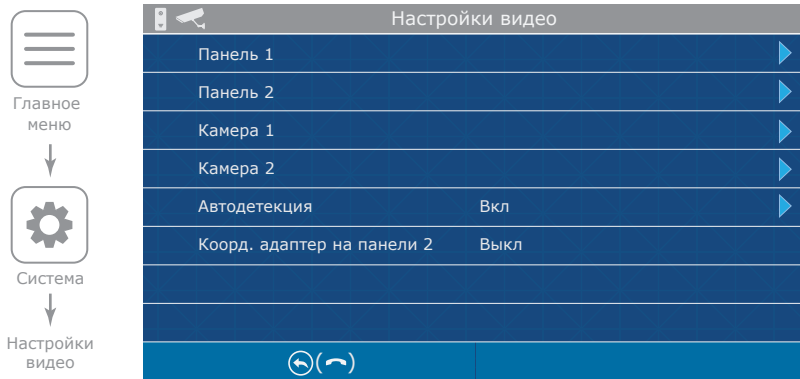 Главное
меню
Система
Настройки
видео
Настройки видео
Панель 1
Панель 2
Камера 1
Камера 2
Автодетекция Вкл
Коорд. адаптер на панели 2 Выкл